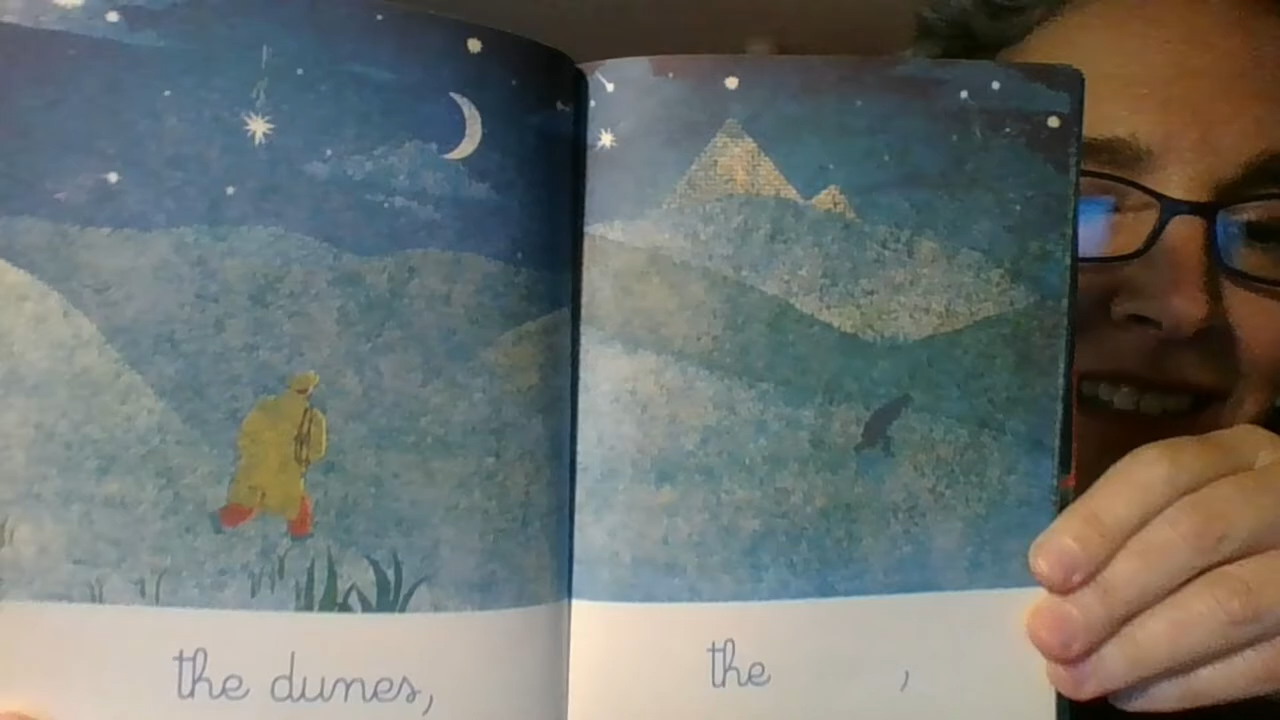 the dunes,
the ,